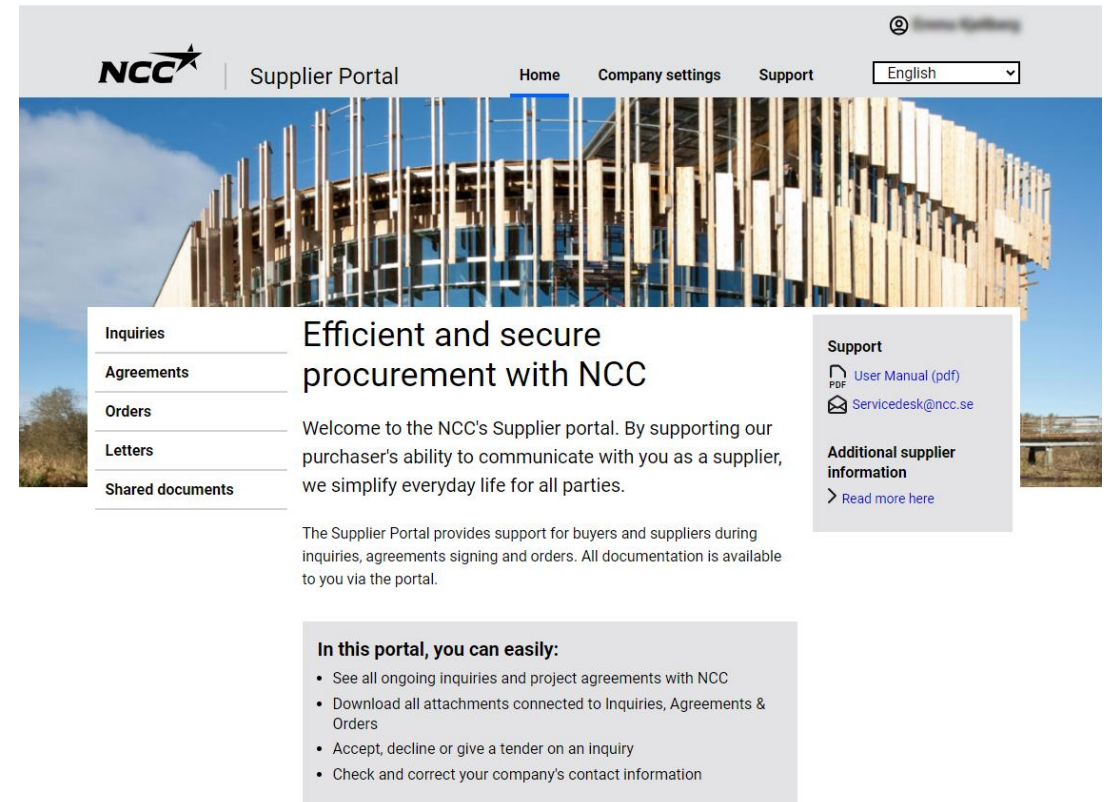 NCC
Supplier Portal
Home
Company settings
Support
English
Inquiries
Agreements
Orders
Letters
Shared documents
Efficient and secure
procurement with NCC
Welcome to the NCC's Supplier portal. By supporting our
purchaser's ability to communicate with you as a supplier,
we simplify everyday life for all parties.
The Supplier Portal provides support for buyers and suppliers during
inquiries, agreements signing and orders. All documentation is available
to you via the portal.
In this portal, you can easily:
• See all ongoing inquiries and project agreements with NCC
• Download all attachments connected to Inquiries, Agreements &
Orders
• Accept, decline or give a tender on an inquiry
• Check and correct your company's contact information
Support
PDF User Manual (pdf)
Servicedesk@ncc.se
Additional supplier
information
Read more here